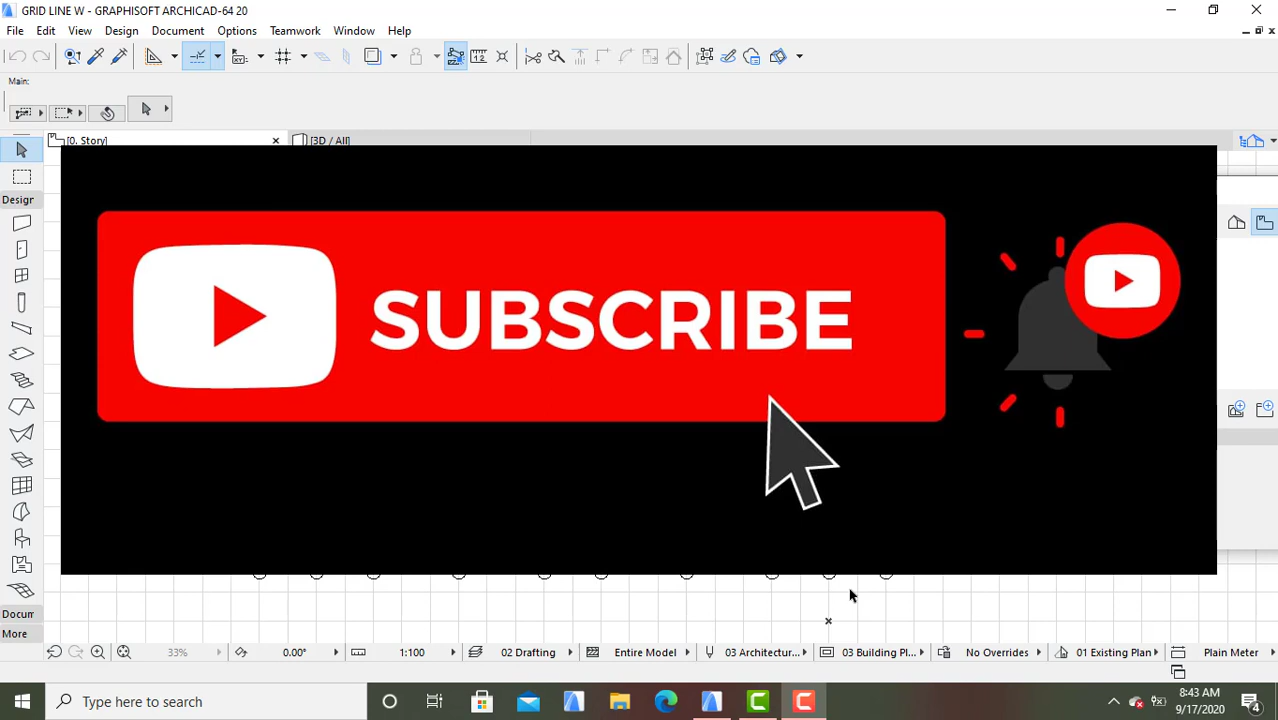 GRID LINE W - GRAPHISOFT ARCHICAD-64 20
File Edit View Design Document Options Teamwork Window Help
Main:
[0. Story] [3D / All]
Design
SUBSCRIBE
Docum
More
33% 0.00° 1:100 02 Drafting Entire Model 03 Architectur... 03 Building Pl... No Overrides 01 Existing Plan Plain Meter
Type here to search
8:43 AM
9/17/2020
4